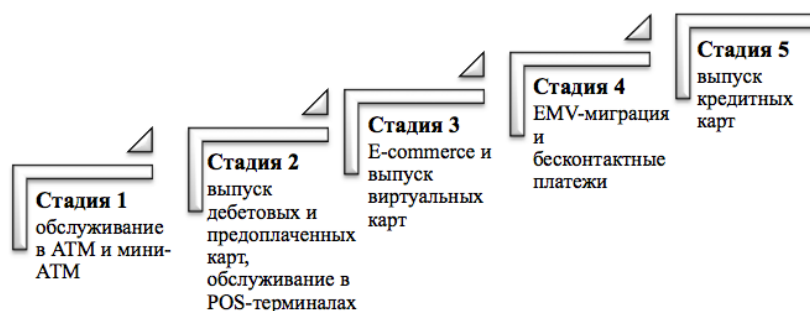 Стадия 1
обслуживание
в АТМ и мини-
АТМ
Стадия 2
выпуск
дебетовых и
предоплаченных
карт,
обслуживание в
POS-терминалах
Стадия 3
E-commerce и
выпуск
виртуальных
карт
Стадия 4
EMV-миграция
и
бесконтактные
платежи
Стадия 5
выпуск
кредитных
карт